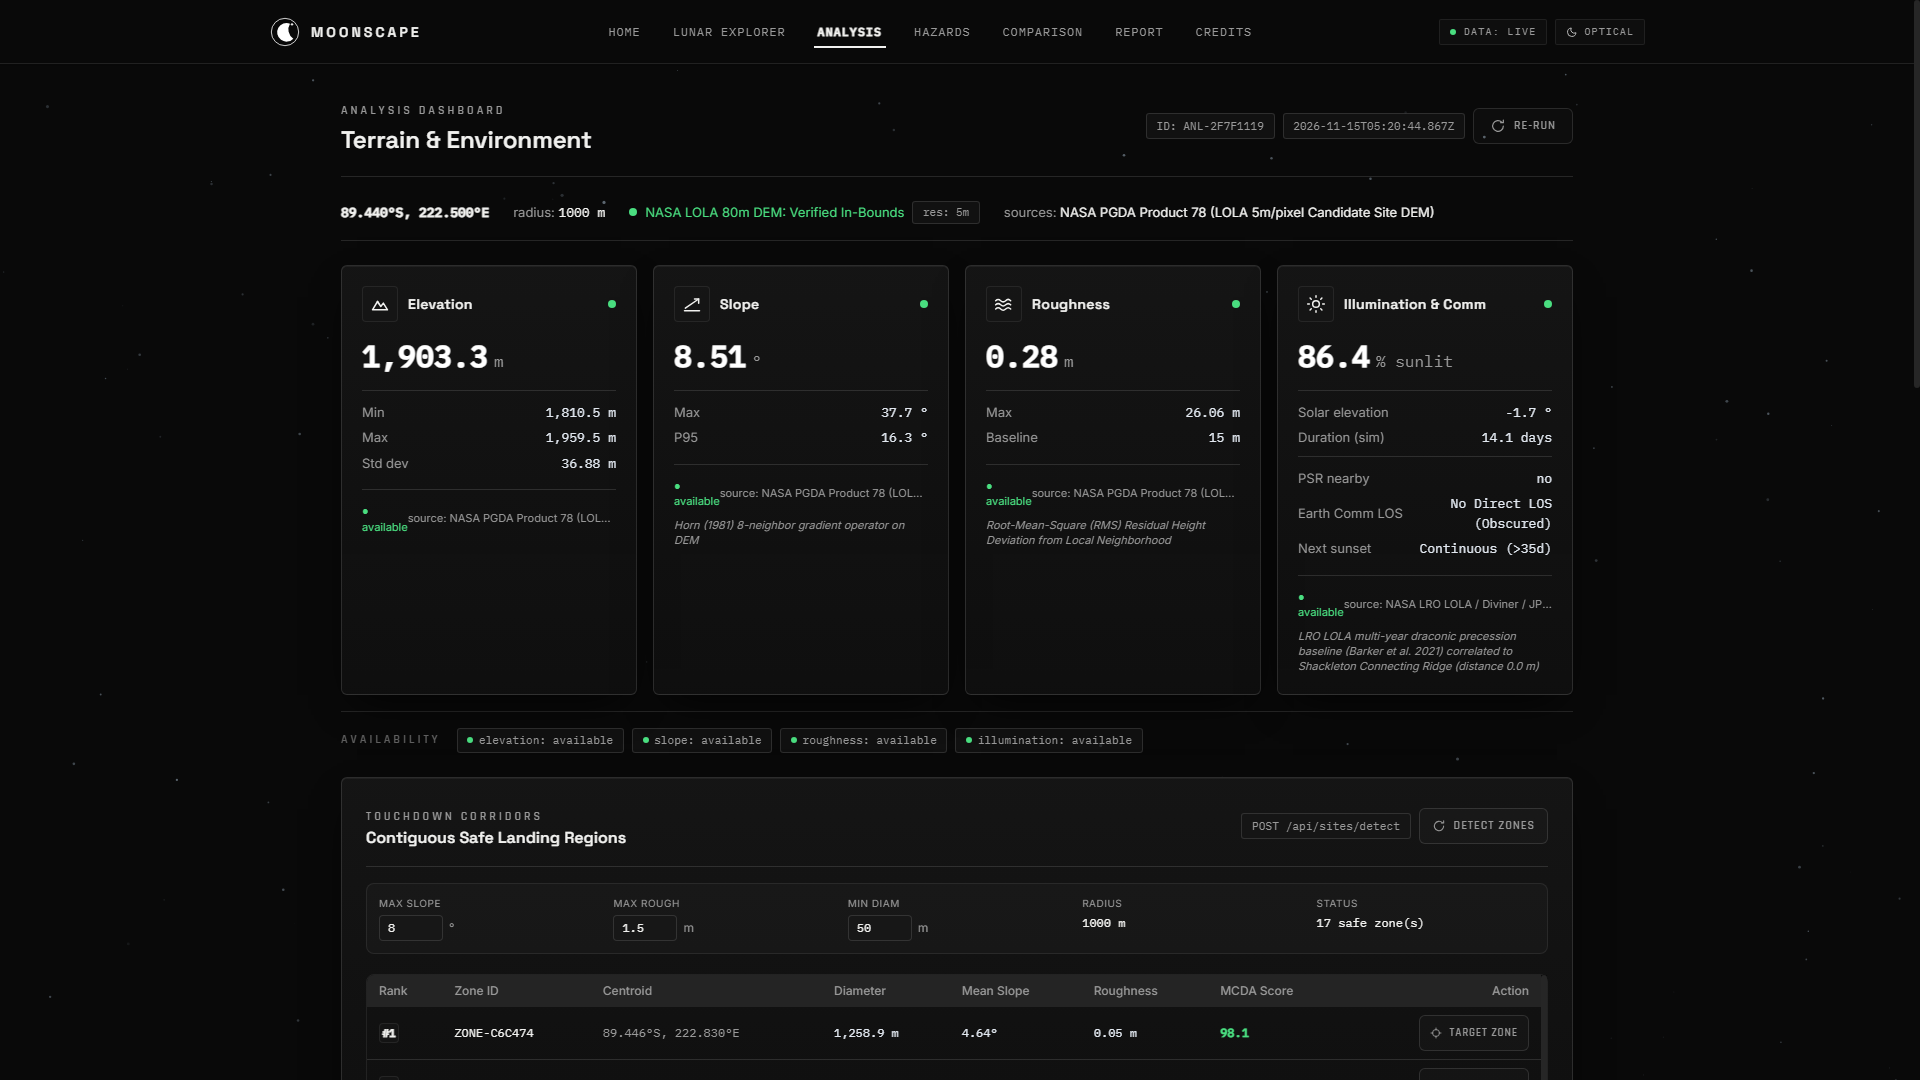 MOONSCAPE
HOME LUNAR EXPLORER ANALYSIS HAZARDS COMPARISON REPORT CREDITS
DATA: LIVE OPTICAL
ANALYSIS DASHBOARD
Terrain & Environment
ID: ANL-2F7F1119 2026-11-15T05:20:44.867Z RE-RUN
89.440°S, 222.500°E radius: 1000 m NASA LOLA 80m DEM: Verified In-Bounds res: 5m sources: NASA PGDA Product 78 (LOLA 5m/pixel Candidate Site DEM)
Elevation
1,903.3 m
Min 1,810.5 m
Max 1,959.5 m
Std dev 36.88 m
available source: NASA PGDA Product 78 (LOL...
Slope
8.51 °
Max 37.7 °
P95 16.3 °
available source: NASA PGDA Product 78 (LOL...
Horn (1981) 8-neighbor gradient operator on
DEM
Roughness
0.28 m
Max 26.06 m
Baseline 15 m
available source: NASA PGDA Product 78 (LOL...
Root-Mean-Square (RMS) Residual Height
Deviation from Local Neighborhood
Illumination & Comm
86.4 % sunlit
Solar elevation -1.7 °
Duration (sim) 14.1 days
PSR nearby no
Earth Comm LOS No Direct LOS
(Obscured)
Next sunset Continuous (>35d)
available source: NASA LRO LOLA / Diviner / JP...
LRO LOLA multi-year draconic precession
baseline (Barker et al. 2021) correlated to
Shackleton Connecting Ridge (distance 0.0 m)
AVAILABILITY elevation: available slope: available roughness: available illumination: available
TOUCHDOWN CORRIDORS
Contiguous Safe Landing Regions
POST /api/sites/detect DETECT ZONES
MAX SLOPE MAX ROUGH MIN DIAM RADIUS STATUS
8 ° 1.5 m 50 m 1000 m 17 safe zone(s)
Rank Zone ID Centroid Diameter Mean Slope Roughness MCDA Score Action
#1 ZONE-C6C474 89.446°S, 222.830°E 1,258.9 m 4.64° 0.05 m 98.1 TARGET ZONE